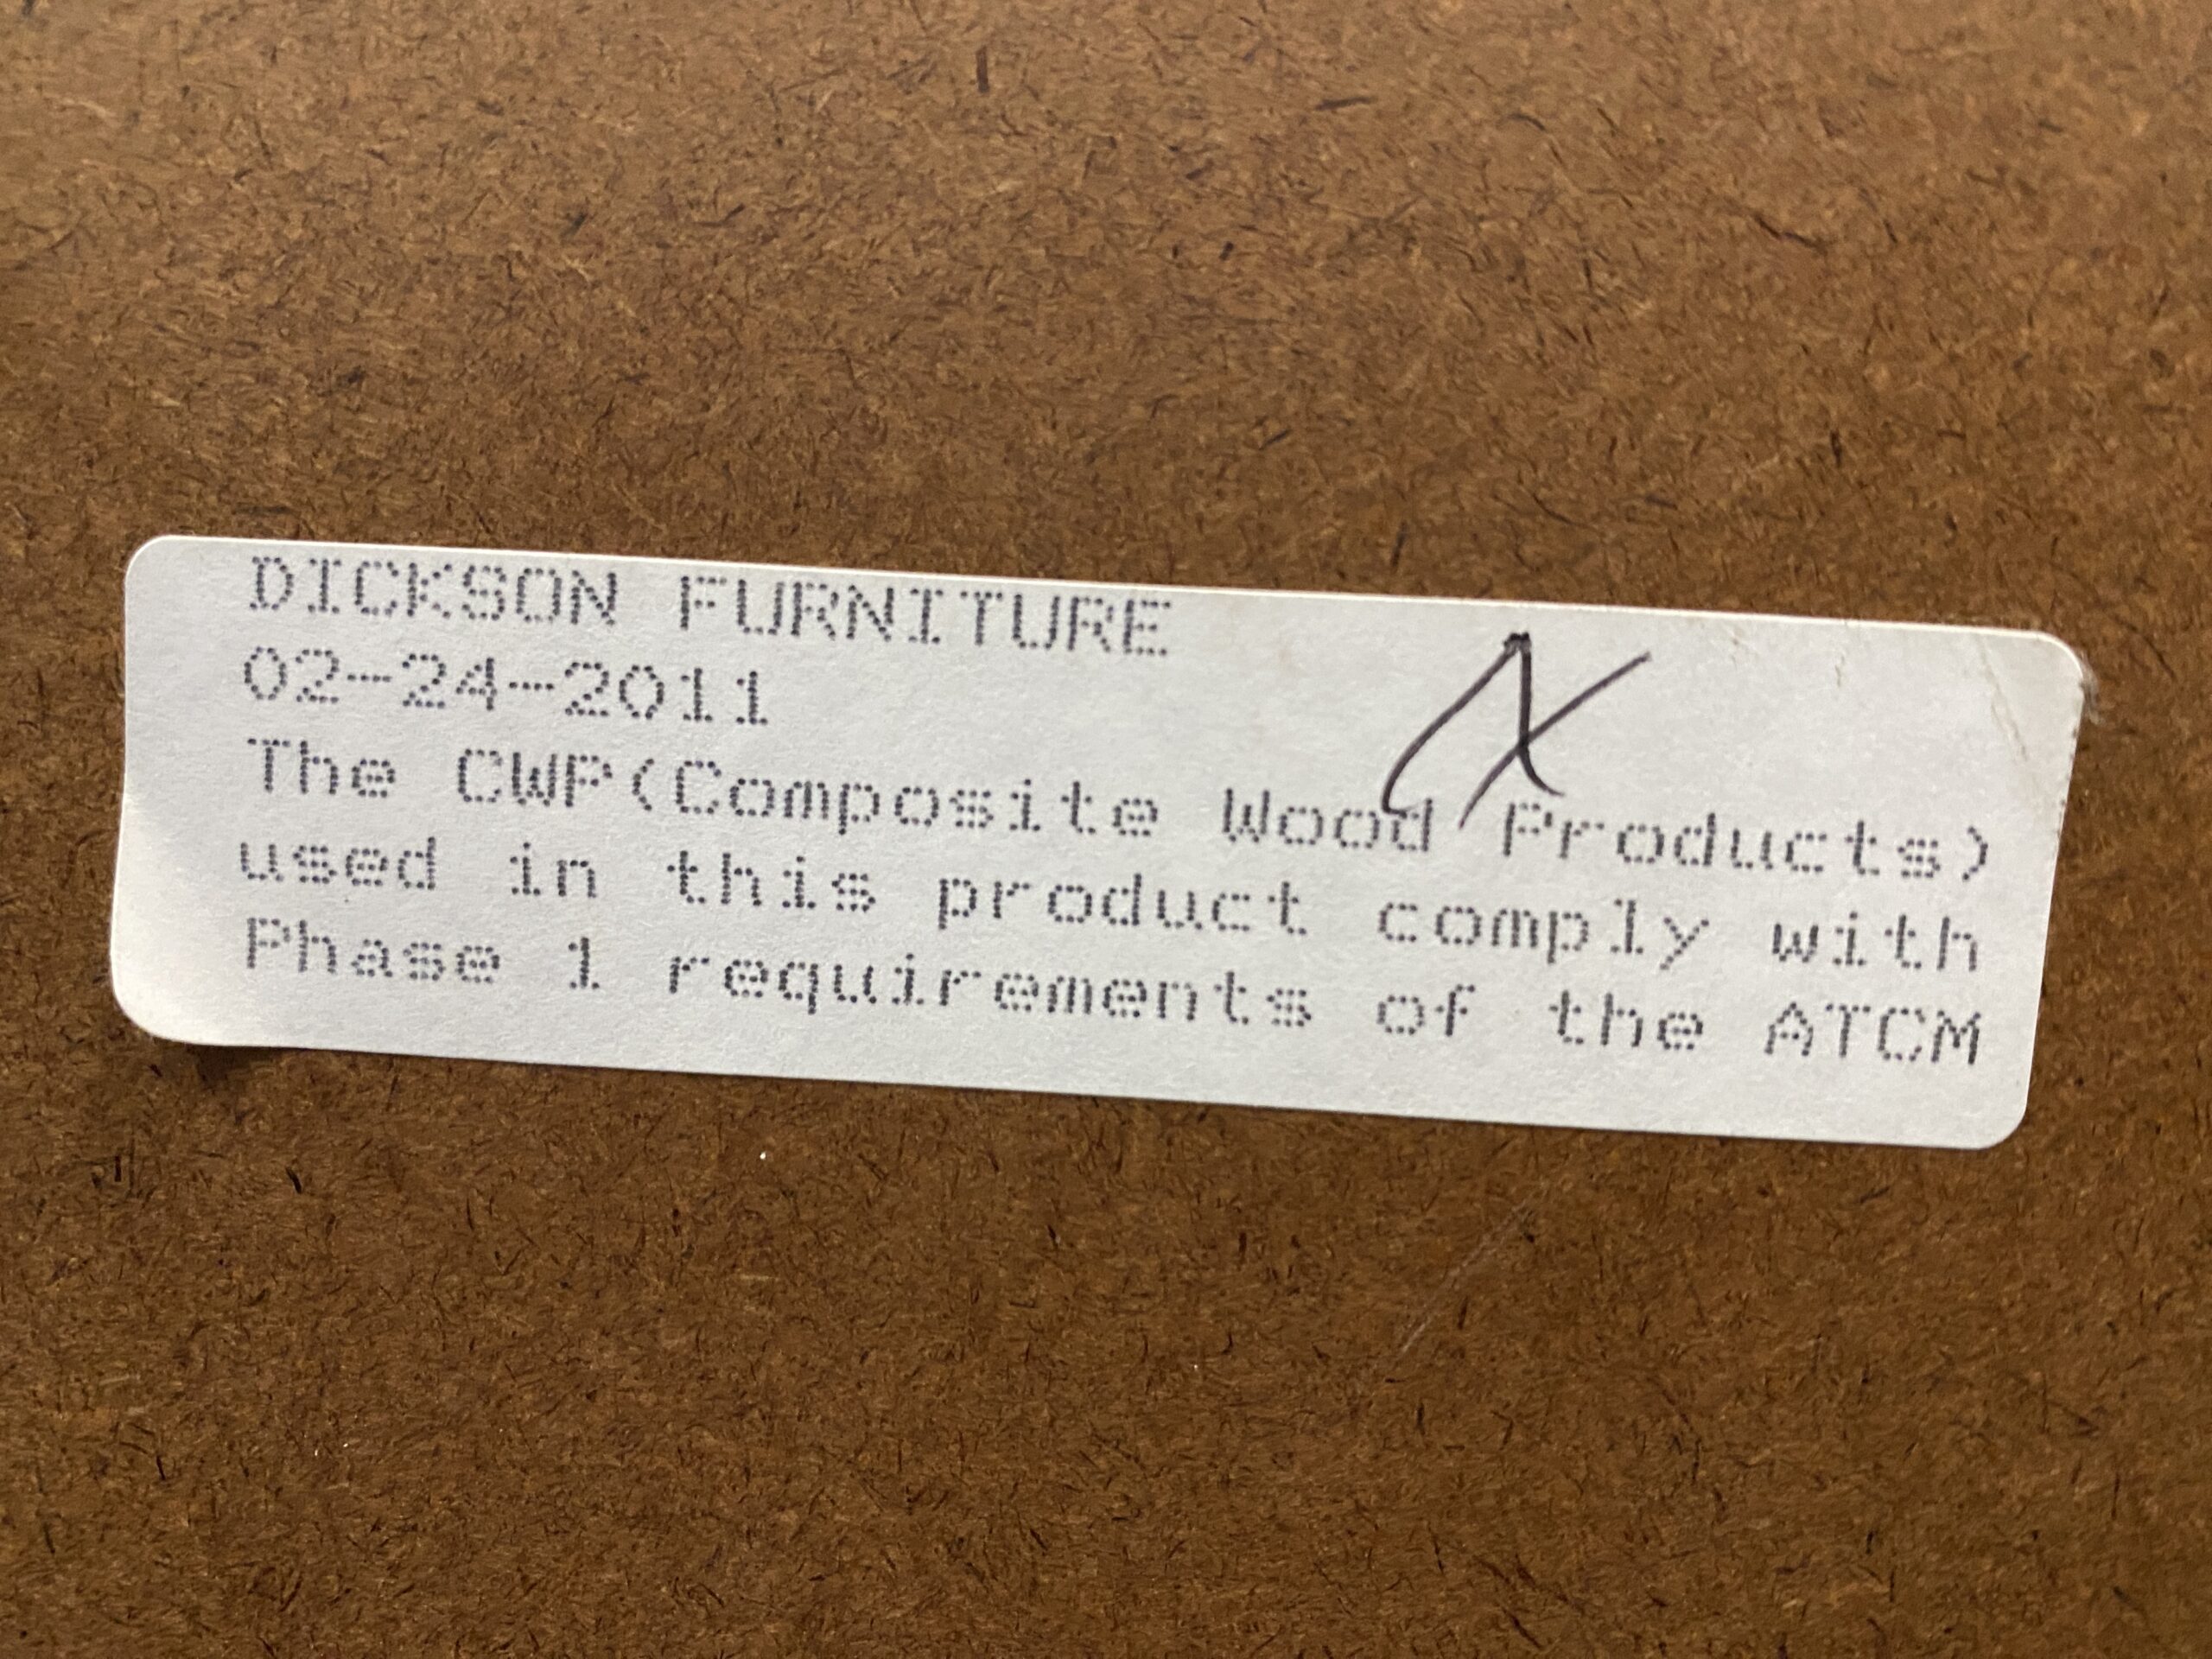 DICKSON FURNITURE
02-24-2011
The CWP(Composite Wood Products)
used in this product comply with
Phase 1 requirements of the ATCM